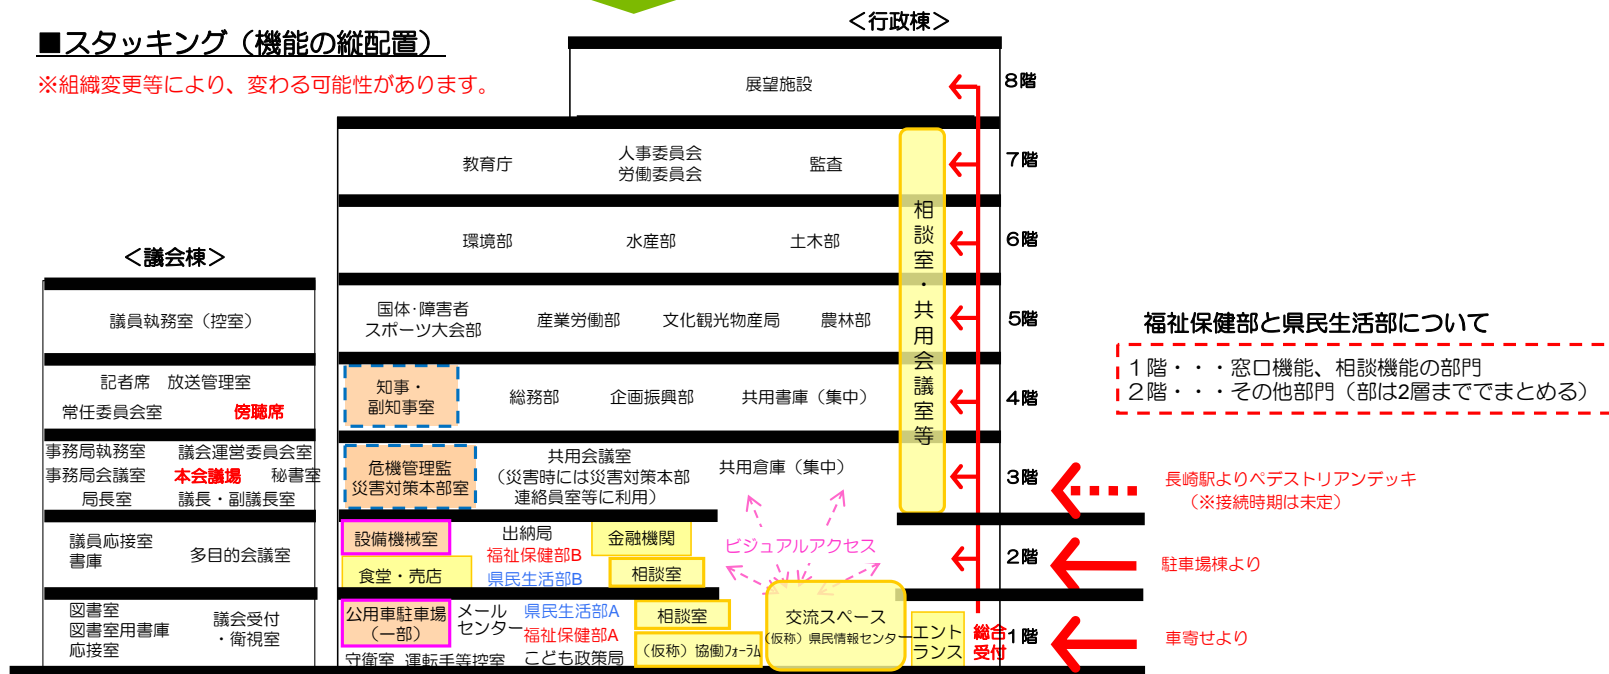 ＜行政棟＞
■スタッキング（機能の縦配置）
※組織変更等により、変わる可能性があります。
展望施設
8階
教育庁
人事委員会
労働委員会
監査
7階
環境部
水産部
土木部
6階
国体・障害者
スポーツ大会部
産業労働部
文化観光物産局
農林部
5階
知事・
副知事室
総務部
企画振興部
共用書庫（集中）
4階
危機管理監
災害対策本部室
共用会議室
（災害時には災害対策本部
連絡員室等に利用）
共用倉庫（集中）
3階
相談室・共用会議室等
設備機械室
出納局
福祉保健部B
県民生活部B
金融機関
食堂・売店
相談室
ビジュアルアクセス
2階
公用車駐車場
（一部）
メール
センター
県民生活部A
福祉保健部A
こども政策局
相談室
（仮称）協働フォーラム
守衛室
運転手等控室
交流スペース
（仮称）県民情報センター
エント
ランス
総合
受付
1階
＜議会棟＞
議員執務室（控室）
記者席
放送管理室
常任委員会室
傍聴席
事務局執務室
議会運営委員会室
事務局会議室
本会議場
秘書室
局長室
議長・副議長室
議員応接室
書庫
多目的会議室
図書室
図書室用書庫
応接室
議会受付
・衛視室
福祉保健部と県民生活部について
１階・・・窓口機能、相談機能の部門
２階・・・その他部門（部は2層まででまとめる）
長崎駅よりペデストリアンデッキ
（※接続時期は未定）
駐車場棟より
車寄せより